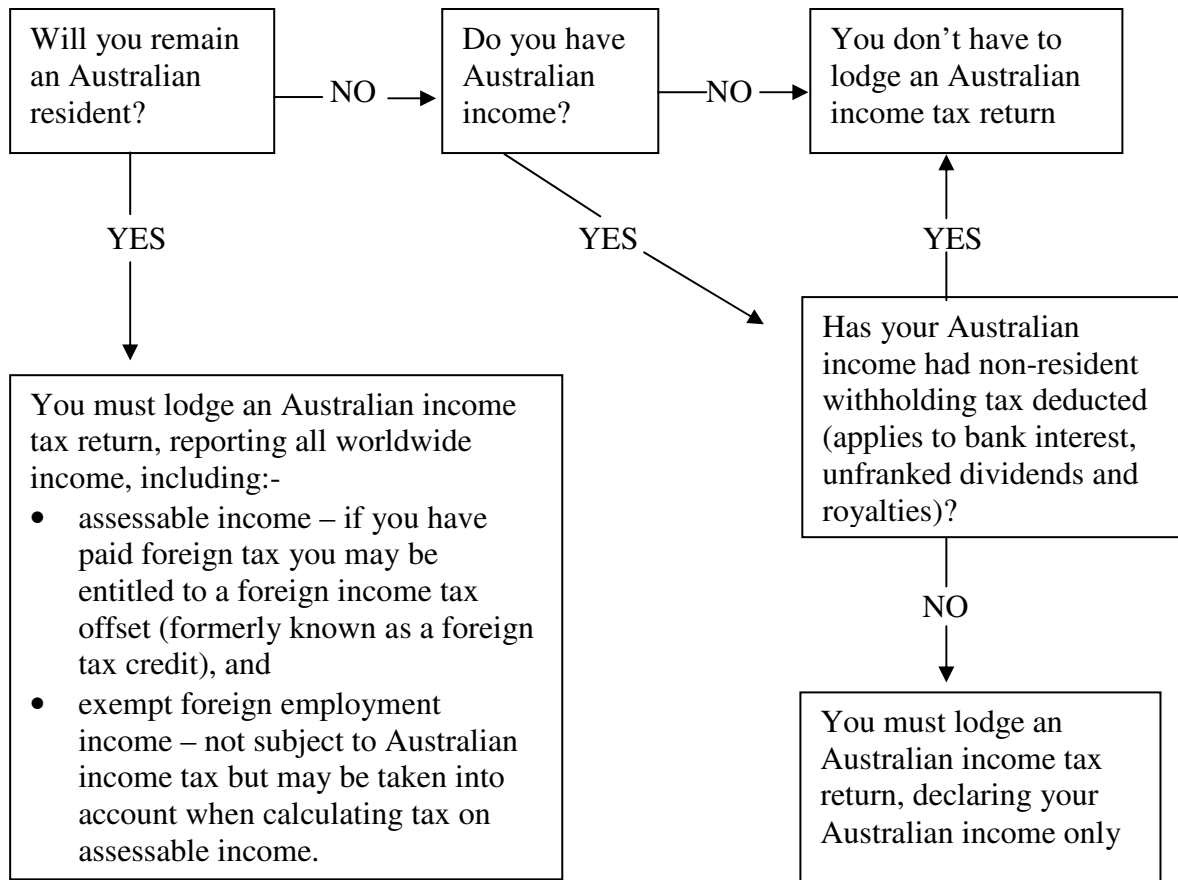 Will you remain
an Australian
resident?
NO
Do you have
Australian
income?
NO
You don’t have to
lodge an Australian
income tax return
YES
YES
YES
Has your Australian
income had non-resident
withholding tax deducted
(applies to bank interest,
unfranked dividends and
royalties)?
You must lodge an Australian income
tax return, reporting all worldwide
income, including:-
• assessable income – if you have
paid foreign tax you may be
entitled to a foreign income tax
offset (formerly known as a foreign
tax credit), and
• exempt foreign employment
income – not subject to Australian
income tax but may be taken into
account when calculating tax on
assessable income.
NO
You must lodge an
Australian income tax
return, declaring your
Australian income only